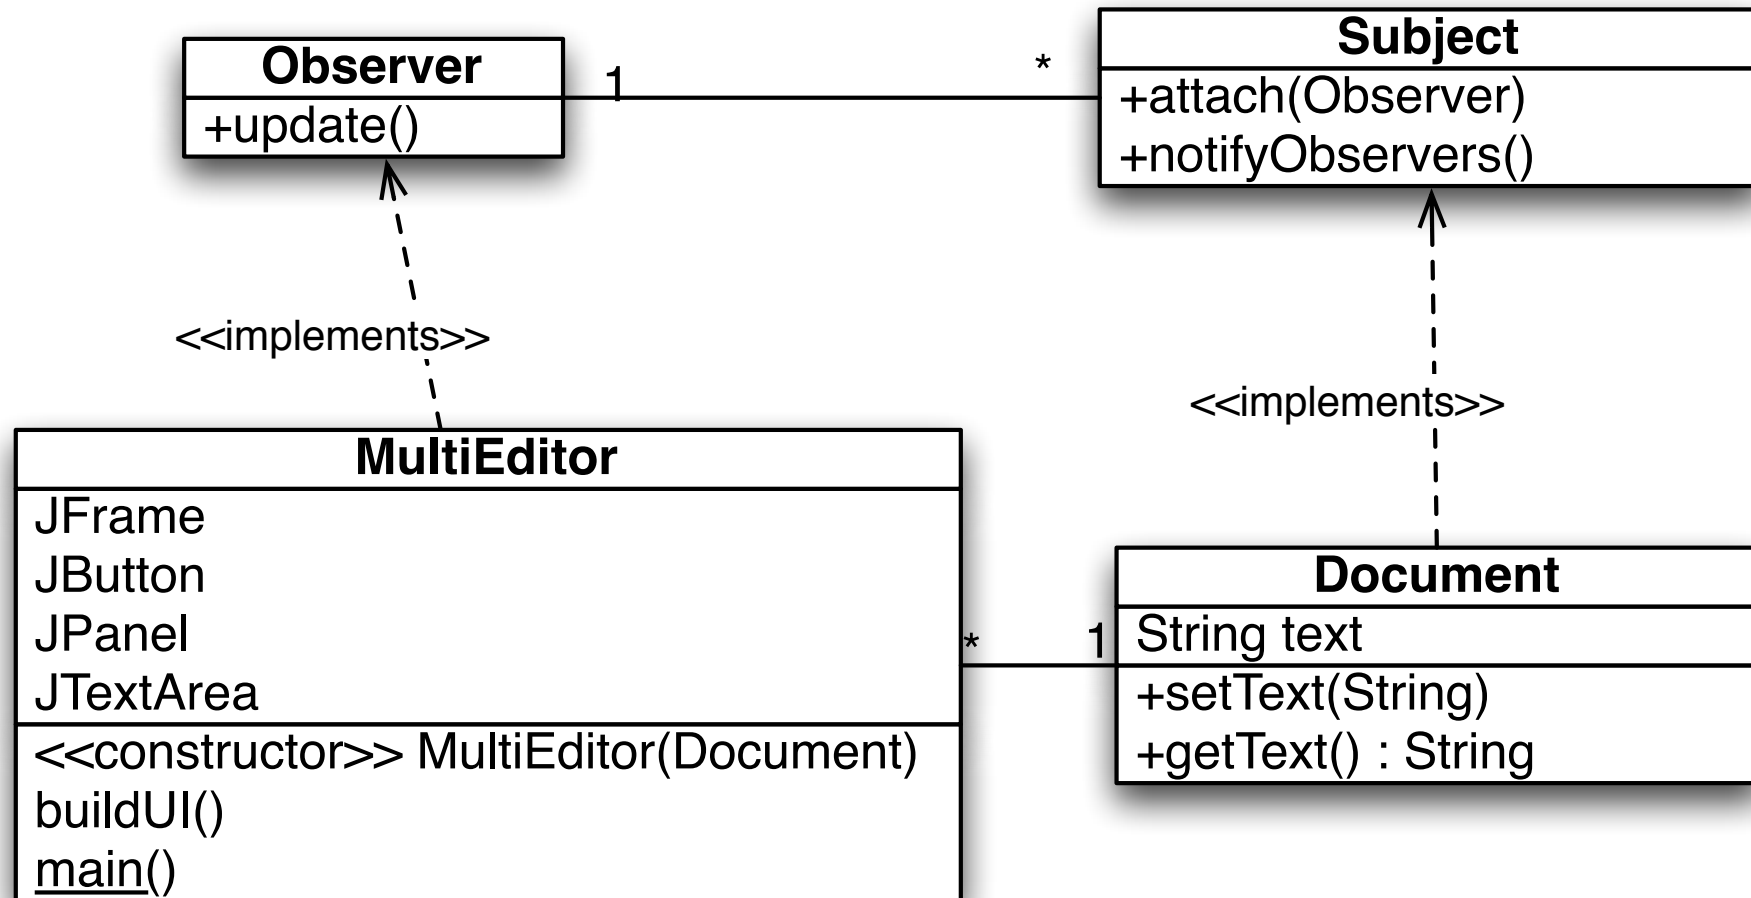 Observer
+update()
1
*
Subject
+attach(Observer)
+notifyObservers()
<<implements>>
<<implements>>
MultiEditor
JFrame
JButton
JPanel
JTextArea
<<constructor>> MultiEditor(Document)
buildUI()
main()
*
1
Document
String text
+setText(String)
+getText() : String